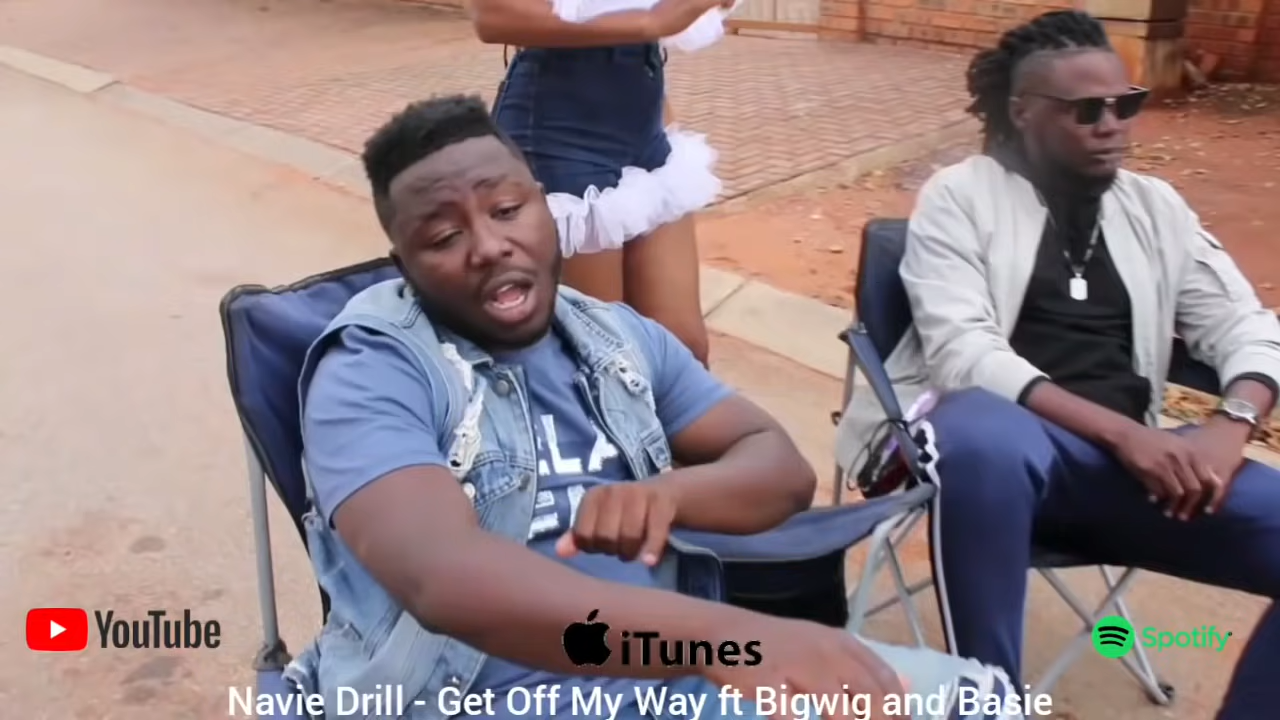 YouTube
iTunes
Spotify
Navie Drill - Get Off My Way ft Bigwig and Basie